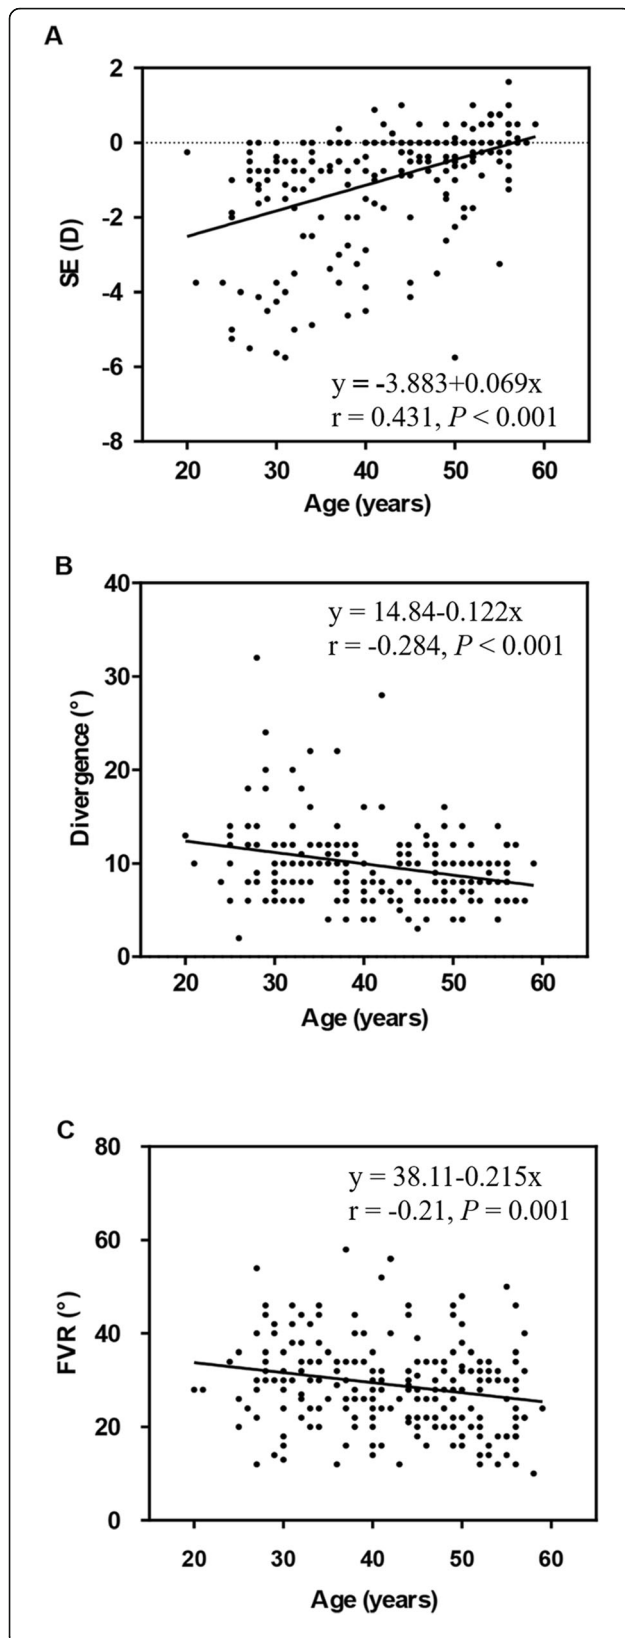 A
2
0
-2
-4
-6
-8
SE (D)
y = -3.883+0.069x
r = 0.431, P < 0.001
20 30 40 50 60
Age (years)
B
40
30
20
10
0
Divergence (°)
y = 14.84-0.122x
r = -0.284, P < 0.001
20 30 40 50 60
Age (years)
C
80
60
40
20
0
FVR (°)
y = 38.11-0.215x
r = -0.21, P = 0.001
20 30 40 50 60
Age (years)